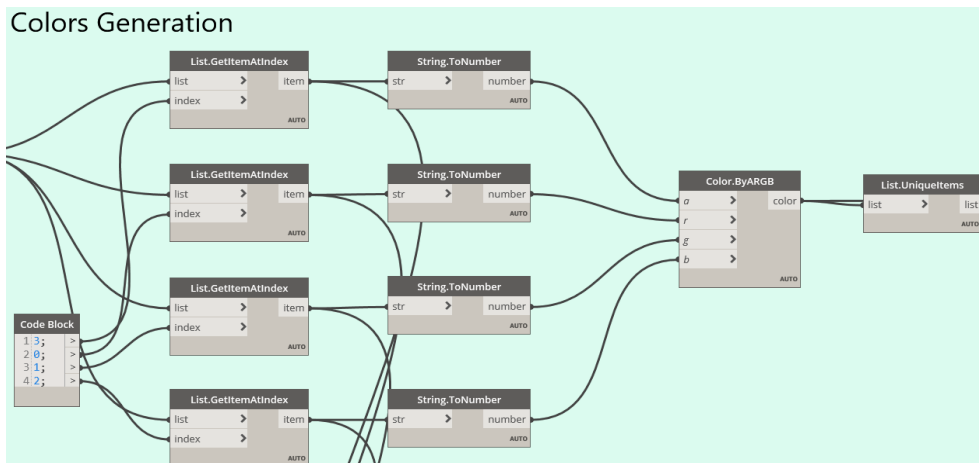 Colors Generation
List.GetItemAtIndex
list > item
index >
AUTO
String.ToNumber
str > number
AUTO
List.GetItemAtIndex
list > item
index >
AUTO
String.ToNumber
str > number
AUTO
Color.ByARGB
a > color
r >
g >
b >
AUTO
List.UniqueItems
list > list
AUTO
List.GetItemAtIndex
list > item
index >
AUTO
String.ToNumber
str > number
AUTO
Code Block
1 3; >
2 0; >
3 1; >
4 2; >
List.GetItemAtIndex
list > item
index >
AUTO
String.ToNumber
str > number
AUTO